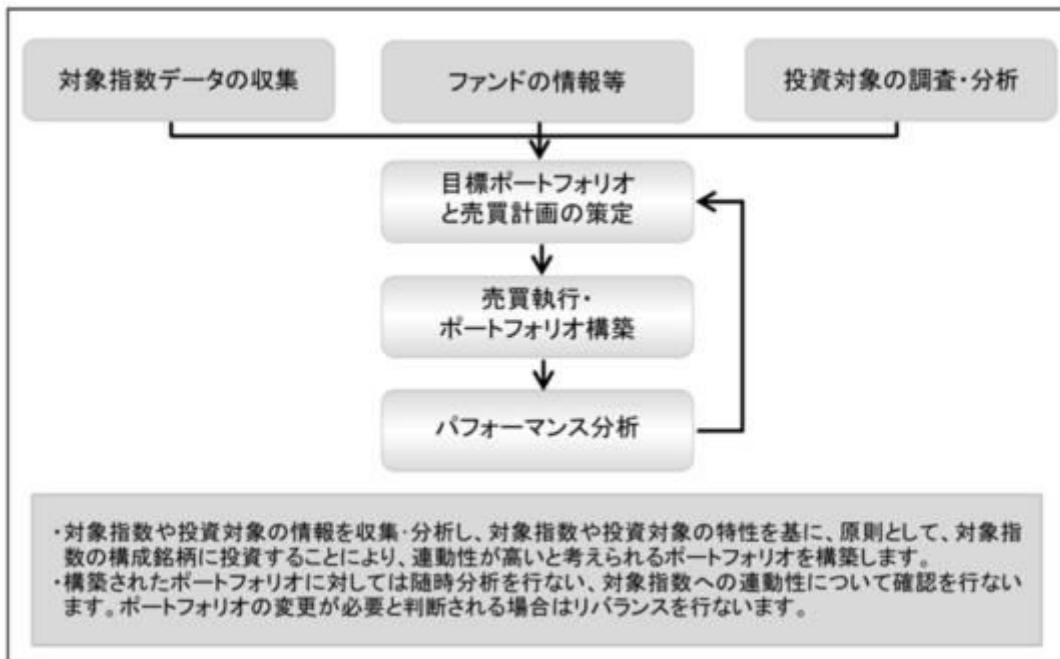 対象指数データの収集
ファンドの情報等
投資対象の調査・分析
目標ポートフォリオ
と売買計画の策定
売買執行・
ポートフォリオ構築
パフォーマンス分析
・対象指数や投資対象の情報を収集・分析し、対象指数や投資対象の特性を基に、原則として、対象指
数の構成銘柄に投資することにより、連動性が高いと考えられるポートフォリオを構築します。
・構築されたポートフォリオに対しては随時分析を行ない、対象指数への連動性について確認を行ないま
す。ポートフォリオの変更が必要と判断される場合はリバランスを行ないます。